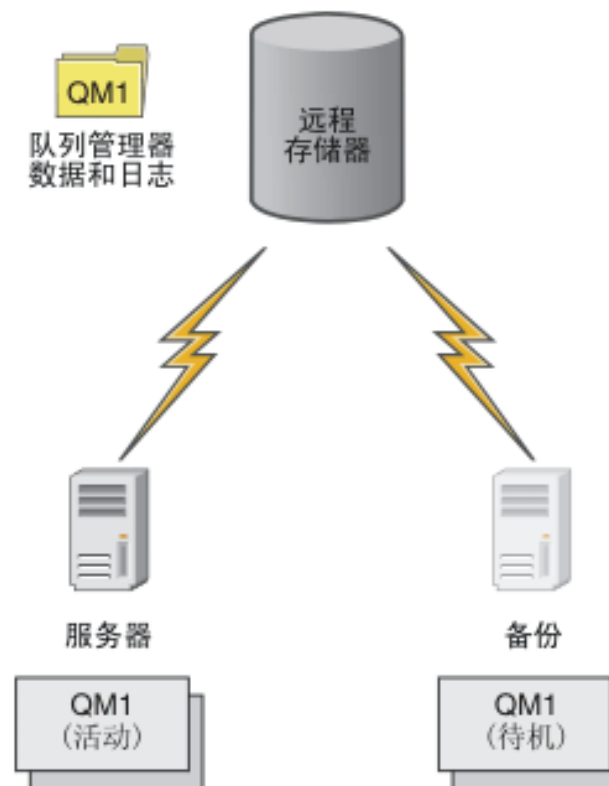 QM1
队列管理器
数据和日志
远程
存储器
服务器
备份
QM1
(活动)
QM1
(待机)